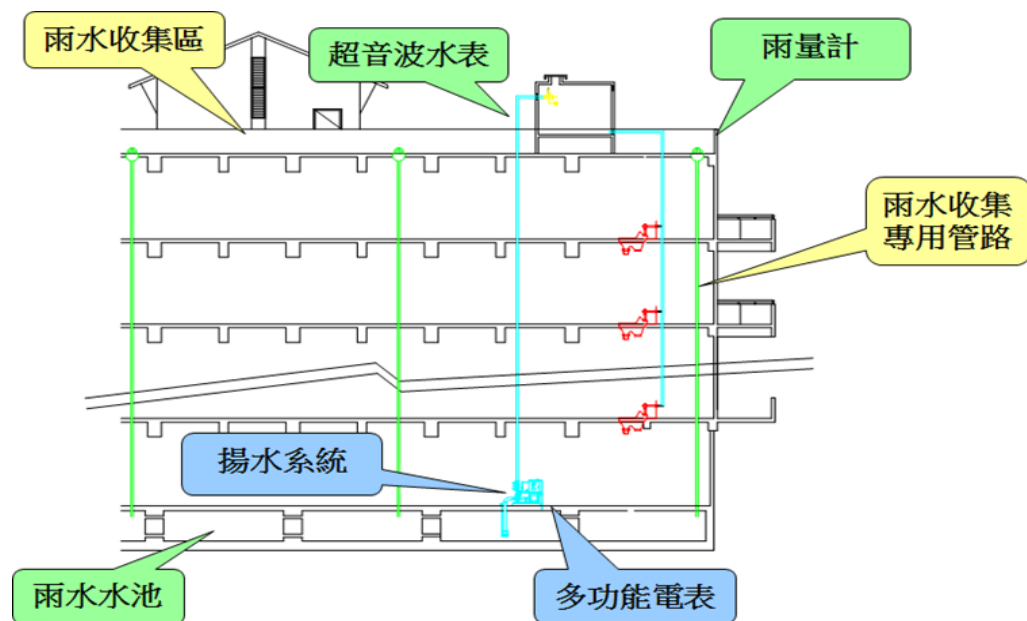 雨水收集區
超音波水表
雨量計
雨水收集
專用管路
揚水系統
雨水水池
多功能電表